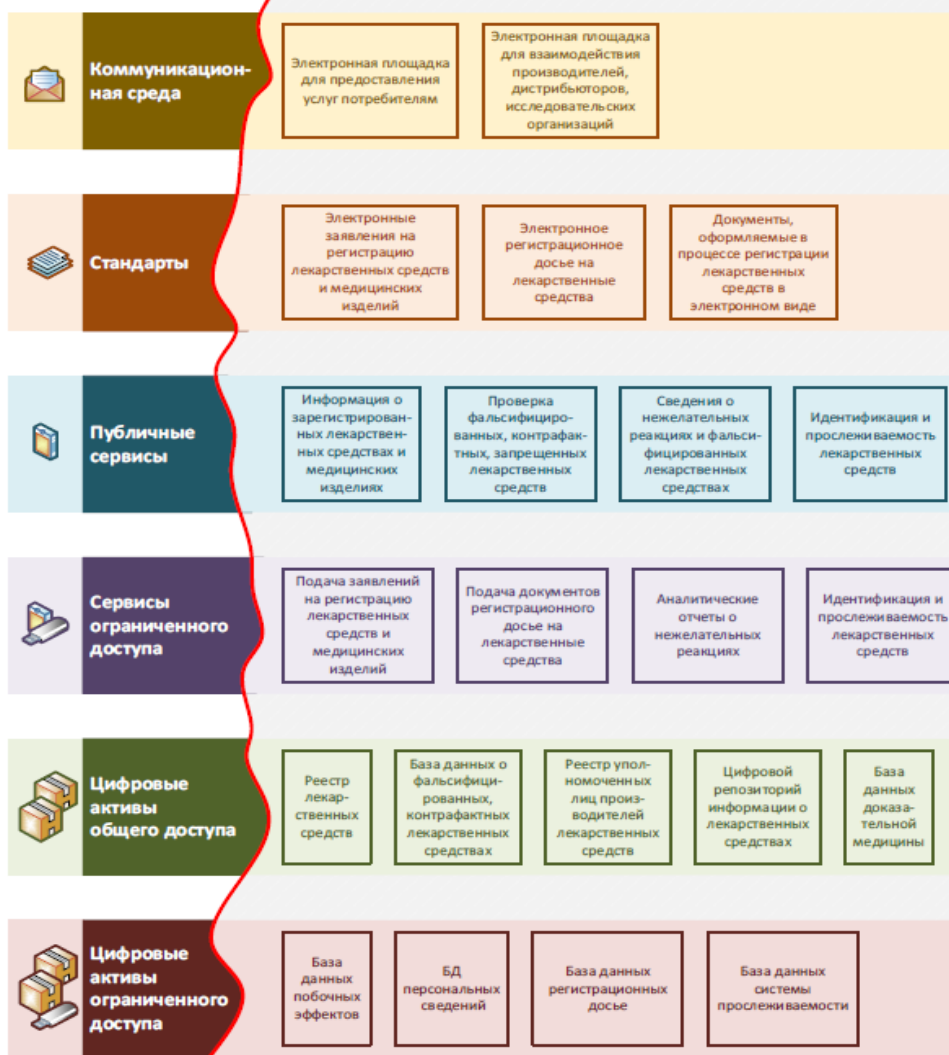 Коммуникацион-
ная среда
Электронная площадка
для предоставления
услуг потребителям
Электронная площадка
для взаимодействия
производителей,
дистрибьюторов,
исследовательских
организаций
Стандарты
Электронные
заявления на
регистрацию
лекарственных средств
и медицинских
изделий
Электронное
регистрационное
досье на
лекарственные
средства
Документы,
оформляемые в
процессе регистрации
лекарственных
средств в
электронном виде
Публичные
сервисы
Информация о
зарегистрирован-
ных лекарствен-
ных средствах и
медицинских
изделиях
Проверка
фальсифициро-
ванных, контрафак-
тных, запрещенных
лекарственных
средств
Сведения о
нежелательных
реакциях и фальси-
фицированных
лекарственных
средствах
Идентификация и
прослеживаемость
лекарственных
средств
Сервисы
ограниченного
доступа
Подача заявлений
на регистрацию
лекарственных
средств и
медицинских
изделий
Подача документов
регистрационного
досье на
лекарственные
средства
Аналитические
отчеты о
нежелательных
реакциях
Идентификация и
прослеживаемость
лекарственных
средств
Цифровые
активы
общего доступа
Реестр
лекар-
ственных
средств
База данных о
фальсифици-
рованных,
контрафактных
лекарственных
средствах
Реестр упол-
номоченных
лиц произ-
водителей
лекарственных
средств
Цифровой
репозиторий
информации о
лекарственных
средствах
База
данных
доказа-
тельной
медицины
Цифровые
активы
ограниченного
доступа
База
данных
побочных
эффектов
БД
персональных
сведений
База данных
регистрационных
досье
База данных
системы
прослеживаемости